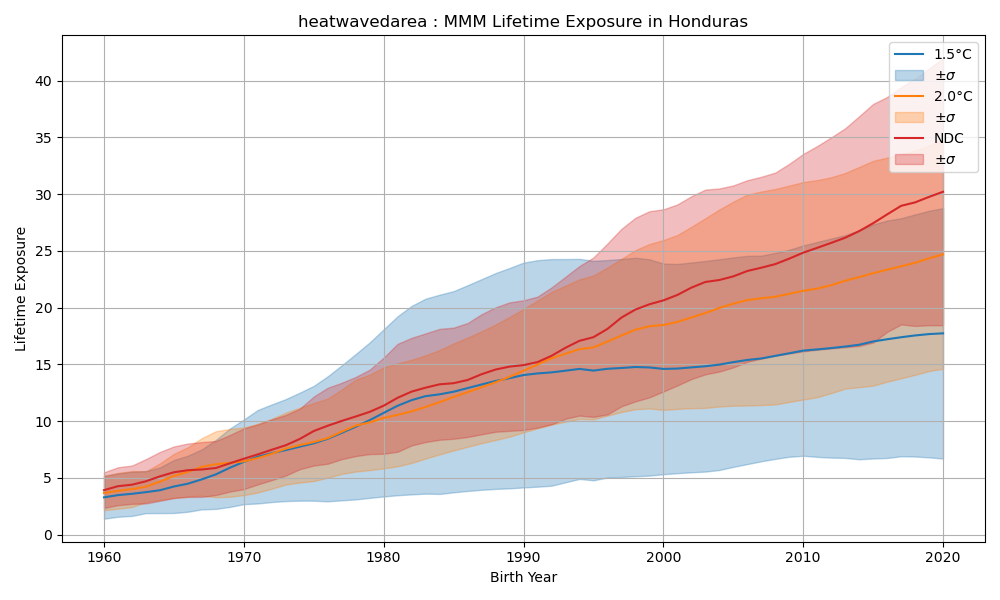 heatwavedarea : MMM Lifetime Exposure in Honduras
1.5°C
±σ
2.0°C
±σ
NDC
±σ
Lifetime Exposure
40
35
30
25
20
15
10
5
0
1960 1970 1980 1990 2000 2010 2020
Birth Year